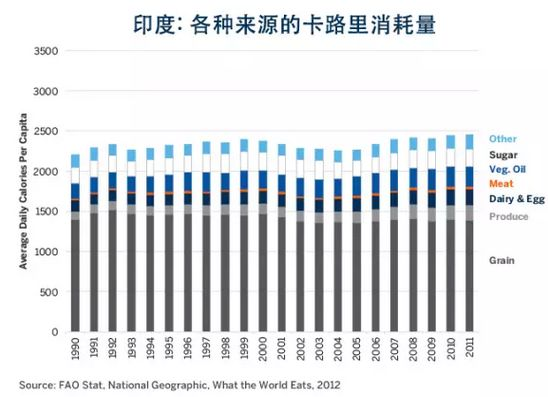 印度：各种来源的卡路里消耗量
3500
3000
2500
2000
1500
1000
500
0
Average Daily Calories Per Capita
Other
Sugar
Veg. Oil
Meat
Dairy & Egg
Produce
Grain
1990 1991 1992 1993 1994 1995 1996 1997 1998 1999 2000 2001 2002 2003 2004 2005 2006 2007 2008 2009 2010 2011
Source: FAO Stat, National Geographic, What the World Eats, 2012